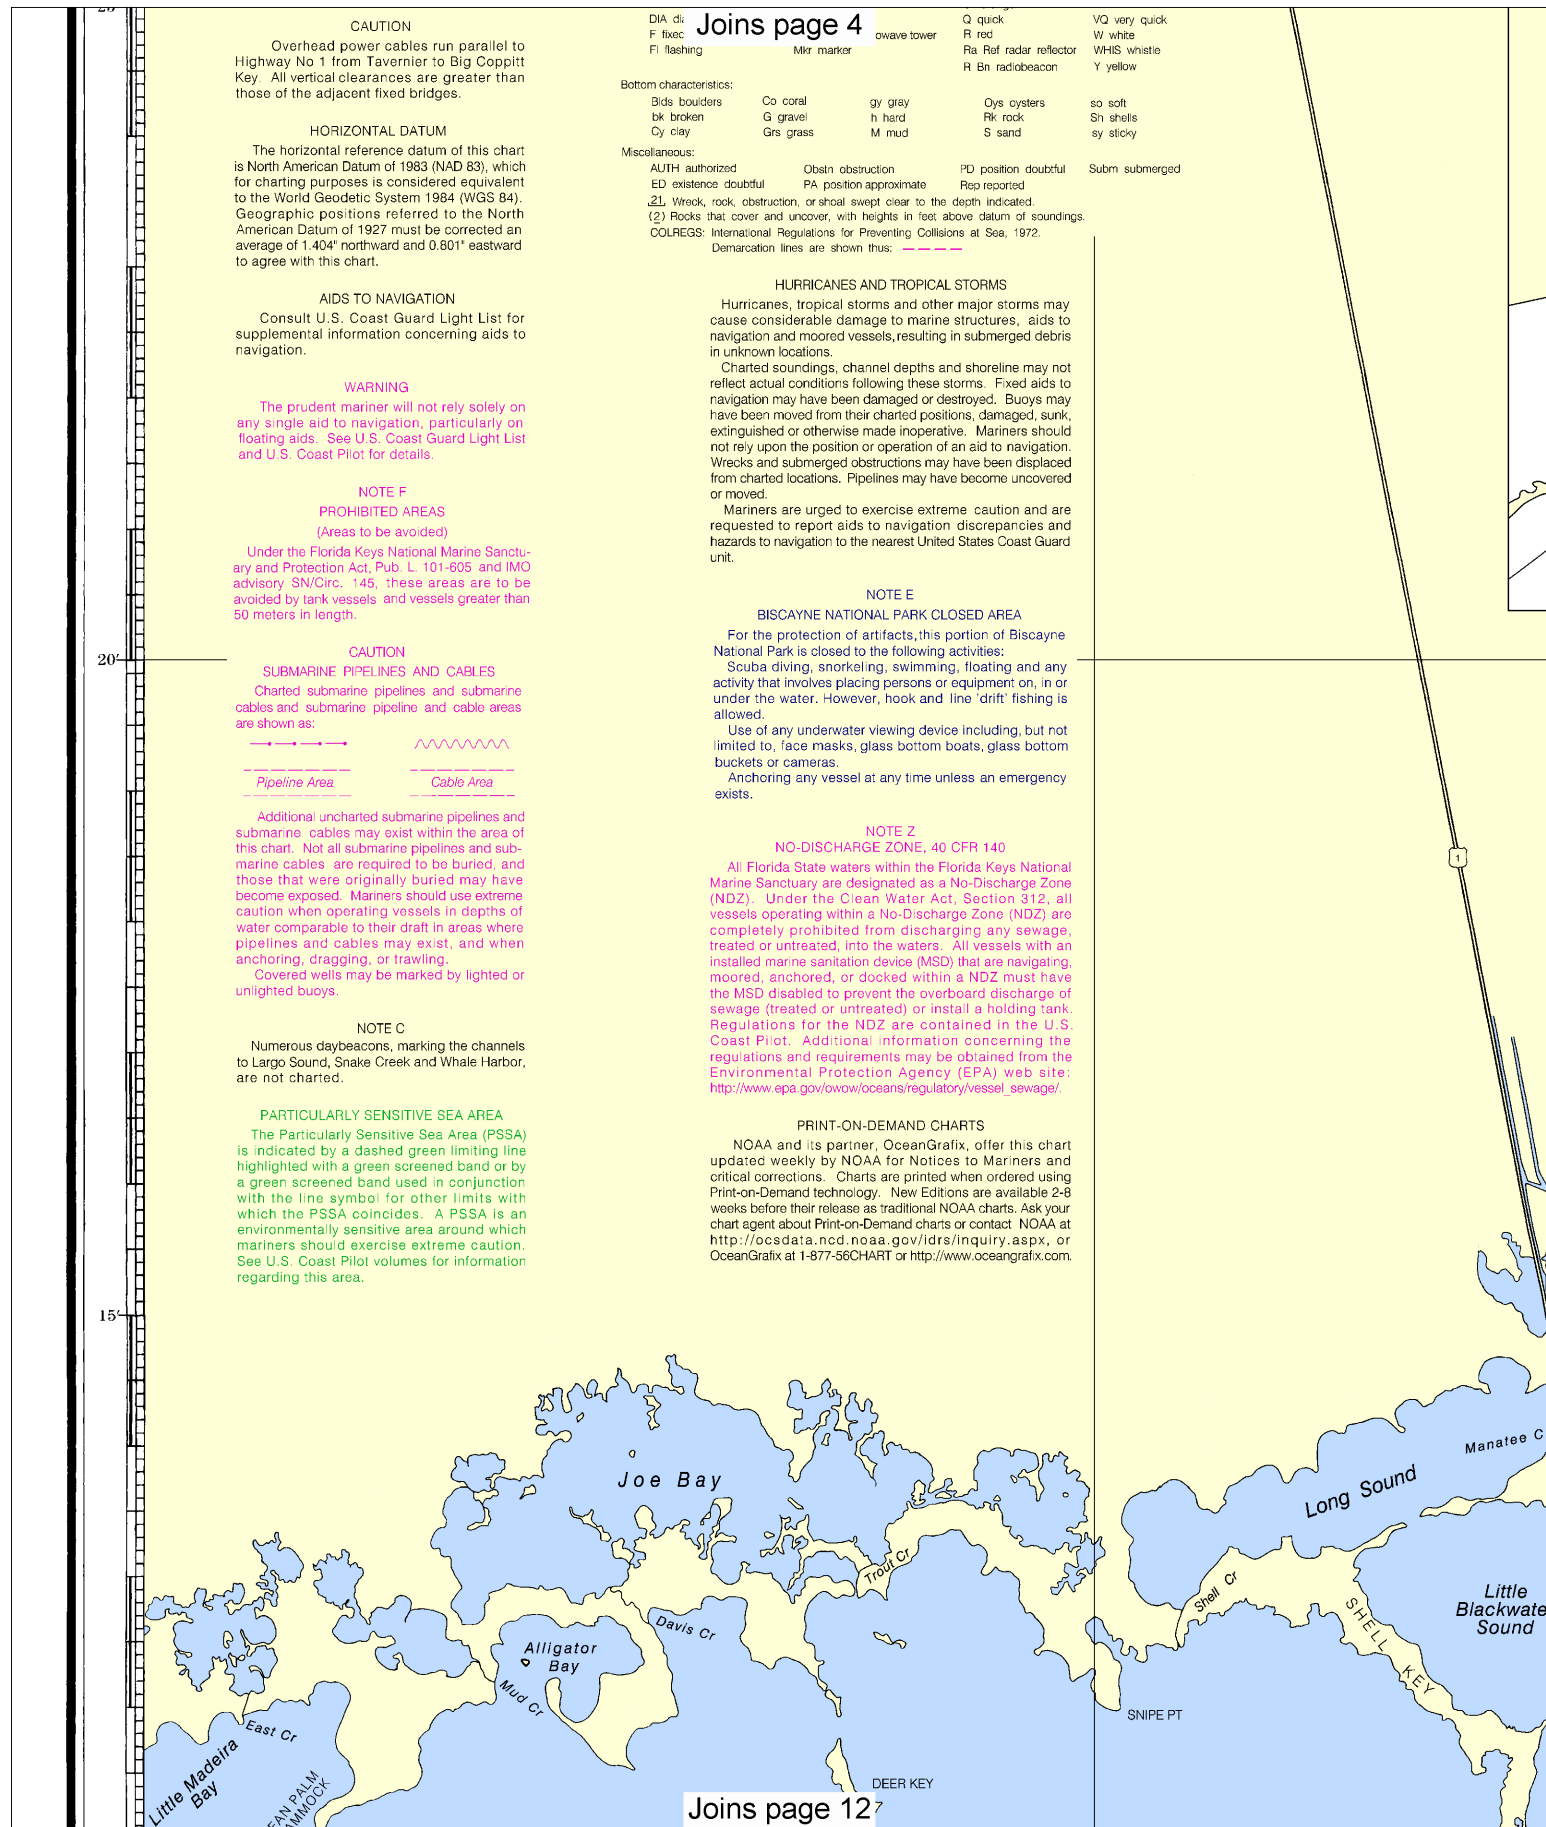 Joins page 4
CAUTION
Overhead power cables run parallel to
Highway No 1 from Tavernier to Big Coppitt
Key. All vertical clearances are greater than
those of the adjacent fixed bridges.
HORIZONTAL DATUM
The horizontal reference datum of this chart
is North American Datum of 1983 (NAD 83), which
for charting purposes is considered equivalent
to the World Geodetic System 1984 (WGS 84).
Geographic positions referred to the North
American Datum of 1927 must be corrected an
average of 1.404" northward and 0.801" eastward
to agree with this chart.
AIDS TO NAVIGATION
Consult U.S. Coast Guard Light List for
supplemental information concerning aids to
navigation.
WARNING
The prudent mariner will not rely solely on
any single aid to navigation, particularly on
floating aids. See U.S. Coast Guard Light List
and U.S. Coast Pilot for details.
NOTE F
PROHIBITED AREAS
(Areas to be avoided)
Under the Florida Keys National Marine Sanctu-
ary and Protection Act, Pub. L. 101-605 and IMO
advisory SN/Circ. 145, these areas are to be
avoided by tank vessels and vessels greater than
50 meters in length.
20'
CAUTION
SUBMARINE PIPELINES AND CABLES
Charted submarine pipelines and submarine
cables and submarine pipeline and cable areas
are shown as:
Pipeline Area Cable Area
Additional uncharted submarine pipelines and
submarine cables may exist within the area of
this chart. Not all submarine pipelines and sub-
marine cables are required to be buried, and
those that were originally buried may have
become exposed. Mariners should use extreme
caution when operating vessels in depths of
water comparable to their draft in areas where
pipelines and cables may exist, and when
anchoring, dragging, or trawling.
Covered wells may be marked by lighted or
unlighted buoys.
NOTE C
Numerous daybeacons, marking the channels
to Largo Sound, Snake Creek and Whale Harbor,
are not charted.
PARTICULARLY SENSITIVE SEA AREA
The Particularly Sensitive Sea Area (PSSA)
is indicated by a dashed green limiting line
highlighted with a green screened band or by
a green screened band used in conjunction
with the line symbol for other limits with
which the PSSA coincides. A PSSA is an
environmentally sensitive area around which
mariners should exercise extreme caution.
See U.S. Coast Pilot volumes for information
regarding this area.
15'
DIA Q quick VQ very quick
F fixed owave tower R red W white
Fl flashing Mkr marker Ra Ref radar reflector WHIS whistle
R Bn radiobeacon Y yellow
Bottom characteristics:
Blds boulders Co coral gy gray Oys oysters so soft
bk broken G gravel h hard Rk rock Sh shells
Cy clay Grs grass M mud S sand sy sticky
Miscellaneous:
AUTH authorized Obstn obstruction PD position doubtful Subm submerged
ED existence doubtful PA position approximate Rep reported
21, Wreck, rock, obstruction, or shoal swept clear to the depth indicated.
(2) Rocks that cover and uncover, with heights in feet above datum of soundings.
COLREGS: International Regulations for Preventing Collisions at Sea, 1972.
Demarcation lines are shown thus:
HURRICANES AND TROPICAL STORMS
Hurricanes, tropical storms and other major storms may
cause considerable damage to marine structures, aids to
navigation and moored vessels, resulting in submerged debris
in unknown locations.
Charted soundings, channel depths and shoreline may not
reflect actual conditions following these storms. Fixed aids to
navigation may have been damaged or destroyed. Buoys may
have been moved from their charted positions, damaged, sunk,
extinguished or otherwise made inoperative. Mariners should
not rely upon the position or operation of an aid to navigation.
Wrecks and submerged obstructions may have been displaced
from charted locations. Pipelines may have become uncovered
or moved.
Mariners are urged to exercise extreme caution and are
requested to report aids to navigation discrepancies and
hazards to navigation to the nearest United States Coast Guard
unit.
NOTE E
BISCAYNE NATIONAL PARK CLOSED AREA
For the protection of artifacts, this portion of Biscayne
National Park is closed to the following activities:
Scuba diving, snorkeling, swimming, floating and any
activity that involves placing persons or equipment on, in or
under the water. However, hook and line 'drift' fishing is
allowed.
Use of any underwater viewing device including, but not
limited to, face masks, glass bottom boats, glass bottom
buckets or cameras.
Anchoring any vessel at any time unless an emergency
exists.
NOTE Z
NO-DISCHARGE ZONE, 40 CFR 140
All Florida State waters within the Florida Keys National
Marine Sanctuary are designated as a No-Discharge Zone
(NDZ). Under the Clean Water Act, Section 312, all
vessels operating within a No-Discharge Zone (NDZ) are
completely prohibited from discharging any sewage,
treated or untreated, into the waters. All vessels with an
installed marine sanitation device (MSD) that are navigating,
moored, anchored, or docked within a NDZ must have
the MSD disabled to prevent the overboard discharge of
sewage (treated or untreated) or install a holding tank.
Regulations for the NDZ are contained in the U.S.
Coast Pilot. Additional information concerning the
regulations and requirements may be obtained from the
Environmental Protection Agency (EPA) web site:
http://www.epa.gov/owow/oceans/regulatory/vessel_sewage/.
PRINT-ON-DEMAND CHARTS
NOAA and its partner, OceanGrafix, offer this chart
updated weekly by NOAA for Notices to Mariners and
critical corrections. Charts are printed when ordered using
Print-on-Demand technology. New Editions are available 2-8
weeks before their release as traditional NOAA charts. Ask your
chart agent about Print-on-Demand charts or contact NOAA at
http://ocsdata.ncd.noaa.gov/idrs/inquiry.aspx, or
OceanGrafix at 1-877-56CHART or http://www.oceangrafix.com.
1
Joe Bay
Manatee C
Long Sound
Trout Cr
Shell Cr
Little
Blackwate
Sound
SHELL KEY
Davis Cr
Alligator
Bay
Mud Cr
SNIPE PT
East Cr
Little Madeira
Bay
EAN PALM
AMMOCK
DEER KEY
7
Joins page 12